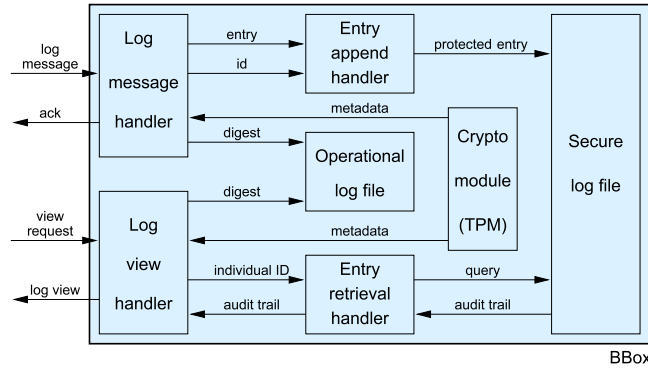 log
message
ack
view
request
log view
Log
message
handler
Log
view
handler
entry
id
metadata
digest
digest
metadata
individual ID
audit trail
Entry
append
handler
Operational
log file
Entry
retrieval
handler
protected entry
Crypto
module
(TPM)
query
audit trail
Secure
log file
BBox